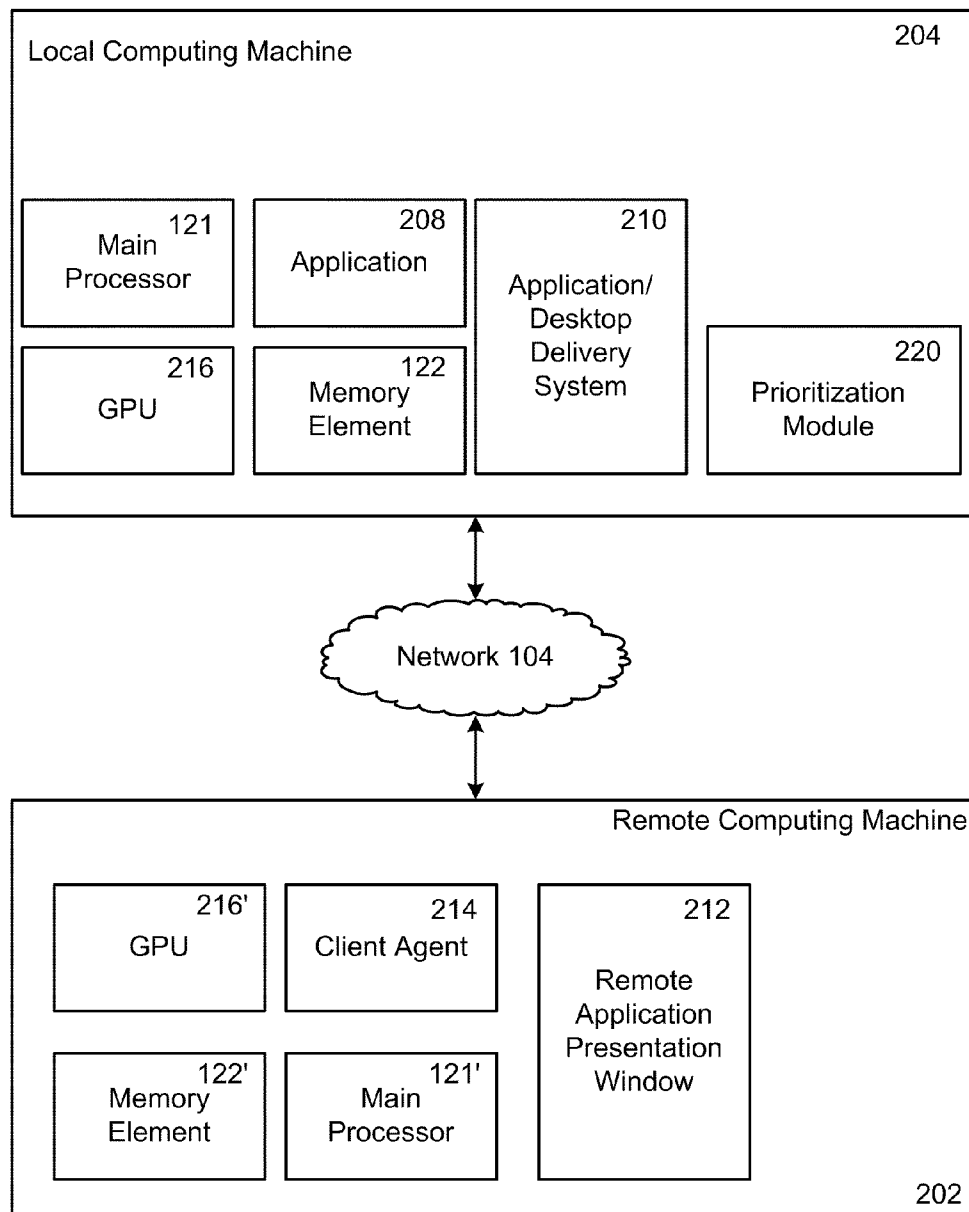 204
Local Computing Machine
121
Main
Processor
208
Application
210
Application/
Desktop
Delivery
System
216
GPU
122
Memory
Element
220
Prioritization
Module
Network 104
Remote Computing Machine
216'
GPU
214
Client Agent
212
Remote
Application
Presentation
Window
122'
Memory
Element
121'
Main
Processor
202